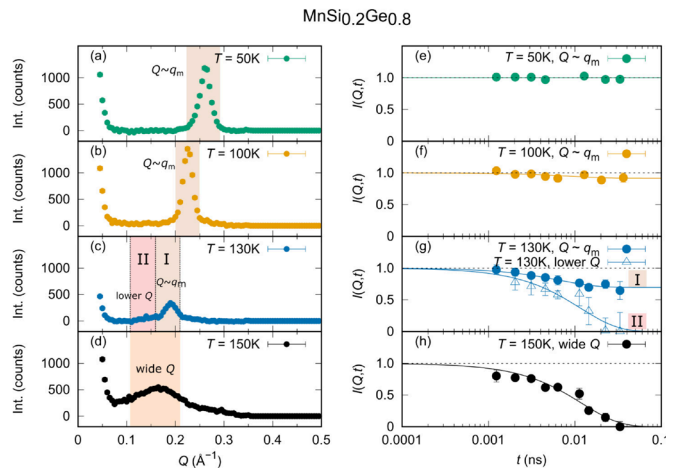 MnSi0.2Ge0.8
(a)
T = 50K
Q~qm
Int. (counts)
1000
500
0
(b)
T = 100K
Q~qm
Int. (counts)
1000
500
0
(c)
T = 130K
II
I
lower Q
Q~qm
Int. (counts)
1000
500
0
(d)
T = 150K
wide Q
Int. (counts)
1000
500
0
0
0.1
0.2
0.3
0.4
0.5
Q (Å⁻¹)
(e)
T = 50K, Q ~ qm
I(Q,t)
1.0
0.5
0
(f)
T = 100K, Q ~ qm
I(Q,t)
1.0
0.5
0
(g)
T = 130K, Q ~ qm
T = 130K, lower Q
I
II
I(Q,t)
1.0
0.5
0
(h)
T = 150K, wide Q
I(Q,t)
1.0
0.5
0
0.0001
0.001
0.01
0.1
t (ns)